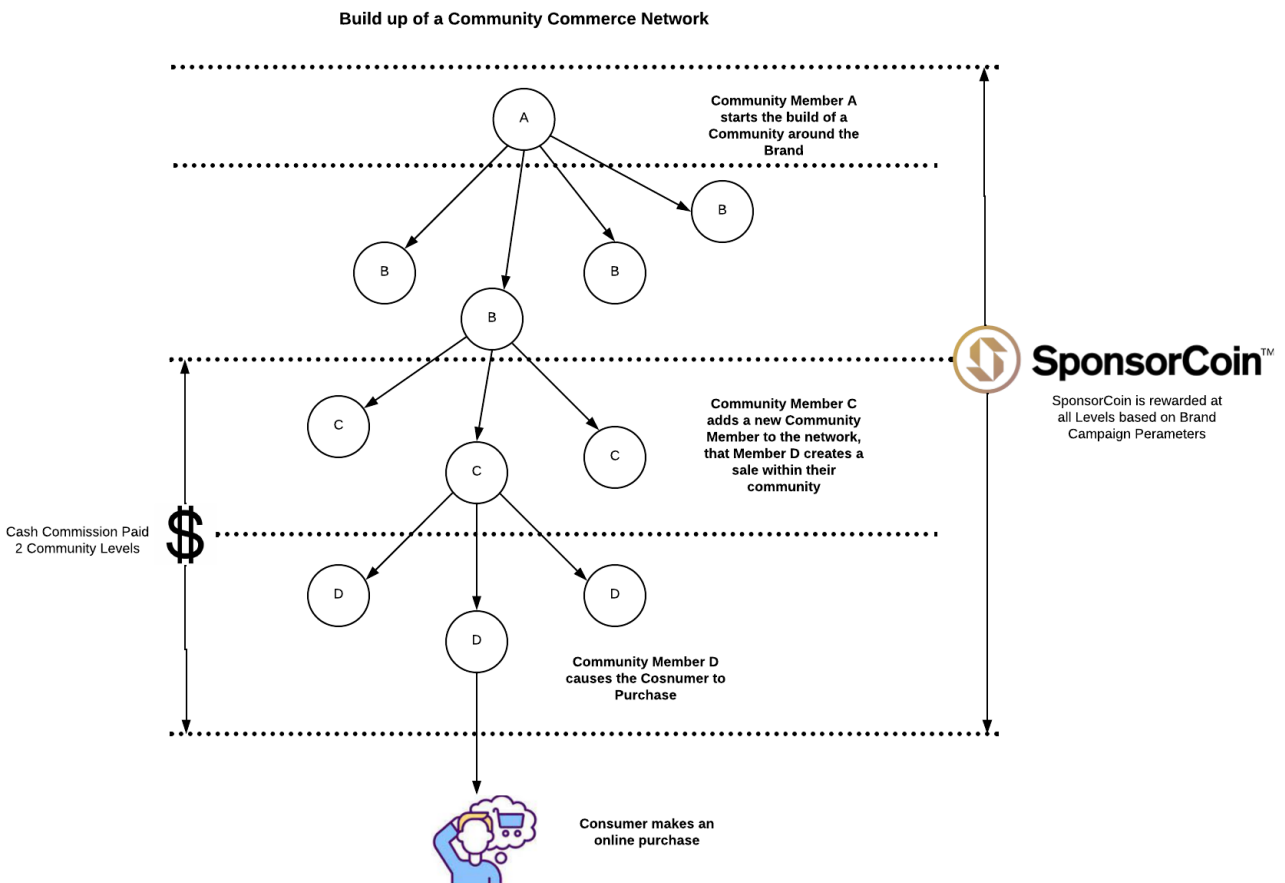 Build up of a Community Commerce Network
A
Community Member A
starts the build of a
Community around the
Brand
B
B
B
B
SponsorCoin™
SponsorCoin is rewarded at
all Levels based on Brand
Campaign Perameters
C
Community Member C
adds a new Community
Member to the network,
that Member D creates a
sale within their
community
C
C
$
Cash Commission Paid
2 Community Levels
D
D
D
Community Member D
causes the Cosnumer to
Purchase
Consumer makes an
online purchase